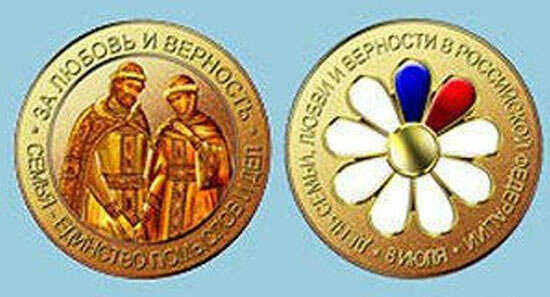 ЗА ЛЮБОВЬ И ВЕРНОСТЬ
СЕМЬЯ - ЕДИНСТВО ПОМЫСЛОВ И ДЕЛ
ДЕНЬ СЕМЬИ, ЛЮБВИ И ВЕРНОСТИ В РОССИЙСКОЙ ФЕДЕРАЦИИ
8 ИЮЛЯ